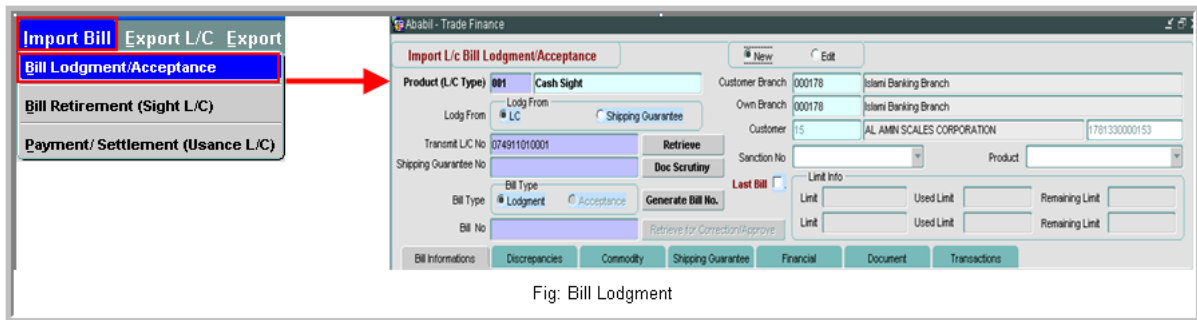 Import Bill Export L/C Export
Bill Lodgment/Acceptance
Bill Retirement (Sight L/C)
Payment/ Settlement (Usance L/C)
Ababil - Trade Finance
Import L/c Bill Lodgment/Acceptance New Edit
Product (L/C Type) 001 Cash Sight Customer Branch 000178 Islami Banking Branch
Lodg From Own Branch 000178 Islami Banking Branch
Lodg From LC Shipping Guarantee Customer 15 AL AMIN SCALES CORPORATION 1781330000153
Transmit L/C No 074911010001 Retrieve Sanction No Product
Shipping Guarantee No Doc Scrutiny
Bill Type Last Bill Limit Info
Bill Type Lodgment Acceptance Generate Bill No. Limit Used Limit Remaining Limit
Bill No Retrieve for Correction/Approve Limit Used Limit Remaining Limit
Bill Informations Discrepancies Commodity Shipping Guarantee Financial Document Transactions
Fig: Bill Lodgment